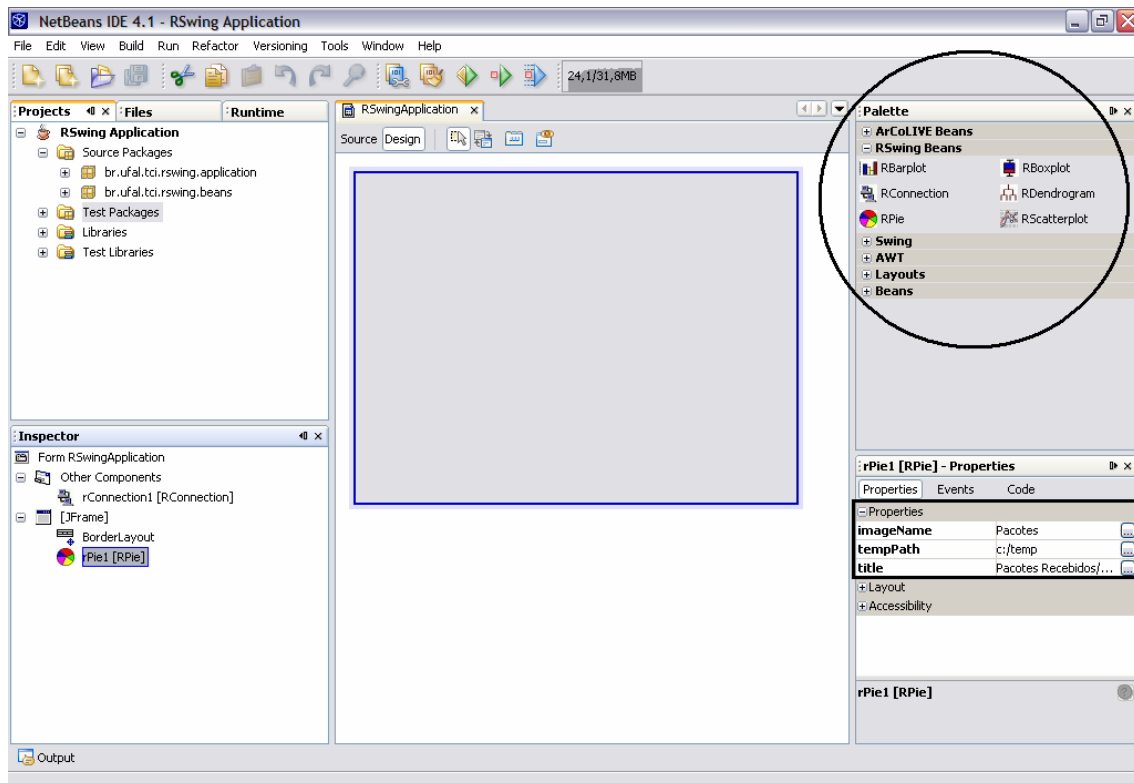 NetBeans IDE 4.1 - RSwing Application
File Edit View Build Run Refactor Versioning Tools Window Help
24,1/31,8MB
Projects Files Runtime
RSwing Application
Source Packages
br.ufal.tci.rswing.application
br.ufal.tci.rswing.beans
Test Packages
Libraries
Test Libraries
Inspector
Form RSwingApplication
Other Components
rConnection1 [RConnection]
[JFrame]
BorderLayout
rPie1 [RPie]
RSwingApplication
Source Design
Palette
ArCoLIVE Beans
RSwing Beans
RBarplot RBoxplot
RConnection RDendrogram
RPie RScatterplot
Swing
AWT
Layouts
Beans
rPie1 [RPie] - Properties
Properties Events Code
Properties
imageName Pacotes
tempPath c:/temp
title Pacotes Recebidos/...
Layout
Accessibility
rPie1 [RPie]
Output